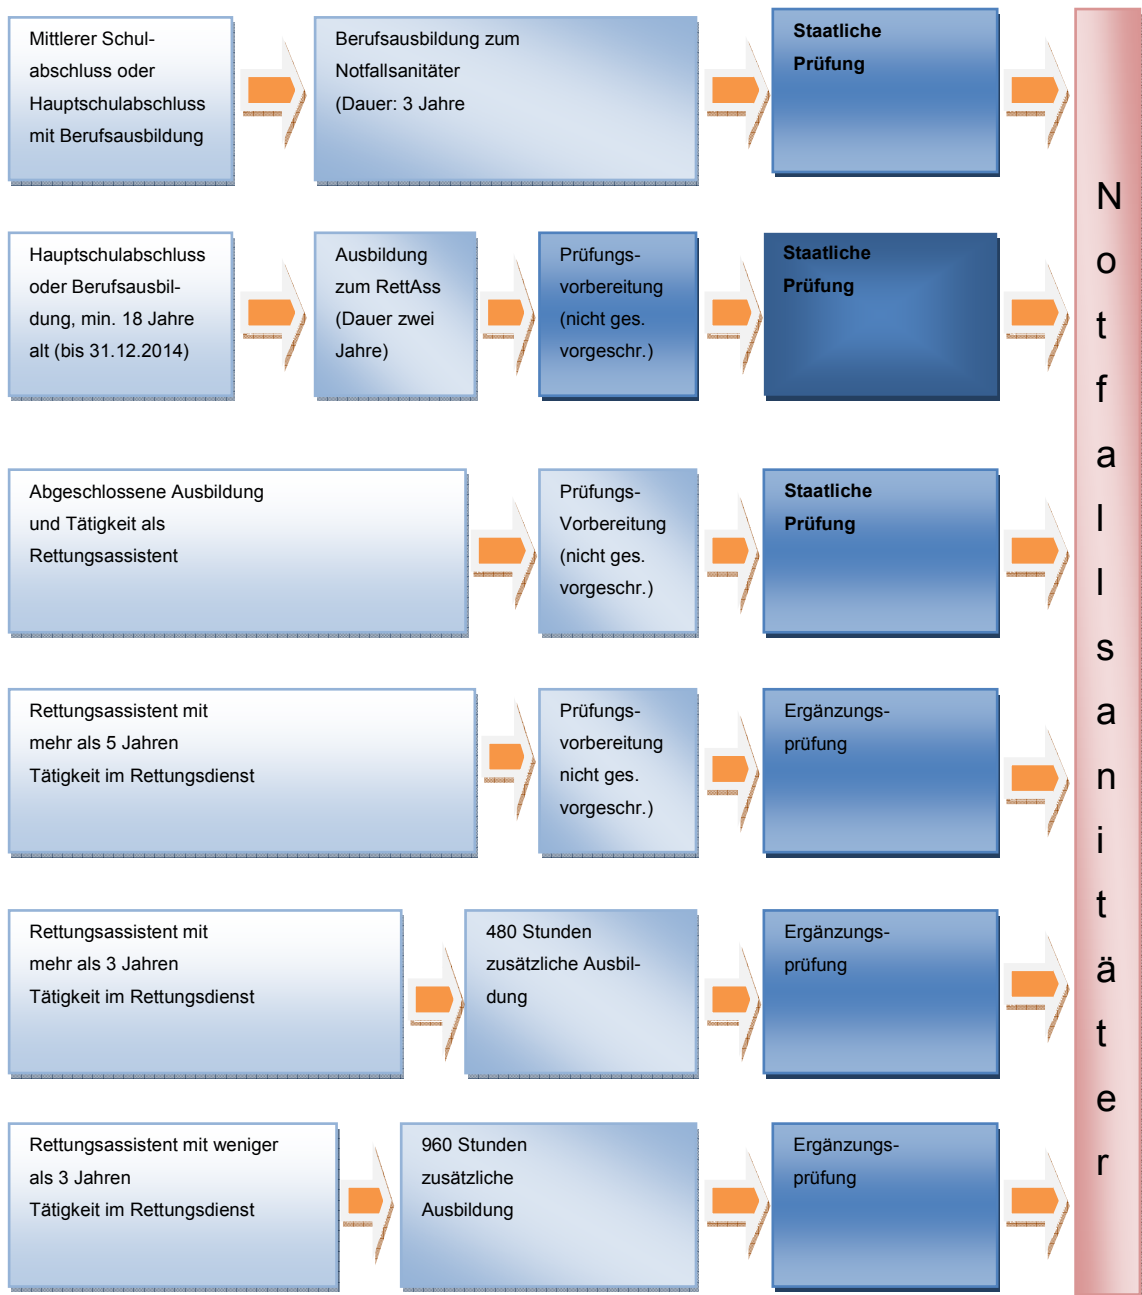 Mittlerer Schul-
abschluss oder
Hauptschulabschluss
mit Berufsausbildung
Berufsausbildung zum
Notfallsanitäter
(Dauer: 3 Jahre
Staatliche
Prüfung
Hauptschulabschluss
oder Berufsausbil-
dung, min. 18 Jahre
alt (bis 31.12.2014)
Ausbildung
zum RettAss
(Dauer zwei
Jahre)
Prüfungs-
vorbereitung
(nicht ges.
vorgeschr.)
Staatliche
Prüfung
Abgeschlossene Ausbildung
und Tätigkeit als
Rettungsassistent
Prüfungs-
Vorbereitung
(nicht ges.
vorgeschr.)
Staatliche
Prüfung
Rettungsassistent mit
mehr als 5 Jahren
Tätigkeit im Rettungsdienst
Prüfungs-
vorbereitung
nicht ges.
vorgeschr.)
Ergänzungs-
prüfung
Rettungsassistent mit
mehr als 3 Jahren
Tätigkeit im Rettungsdienst
480 Stunden
zusätzliche Ausbil-
dung
Ergänzungs-
prüfung
Rettungsassistent mit weniger
als 3 Jahren
Tätigkeit im Rettungsdienst
960 Stunden
zusätzliche
Ausbildung
Ergänzungs-
prüfung
Notfallsanitäter